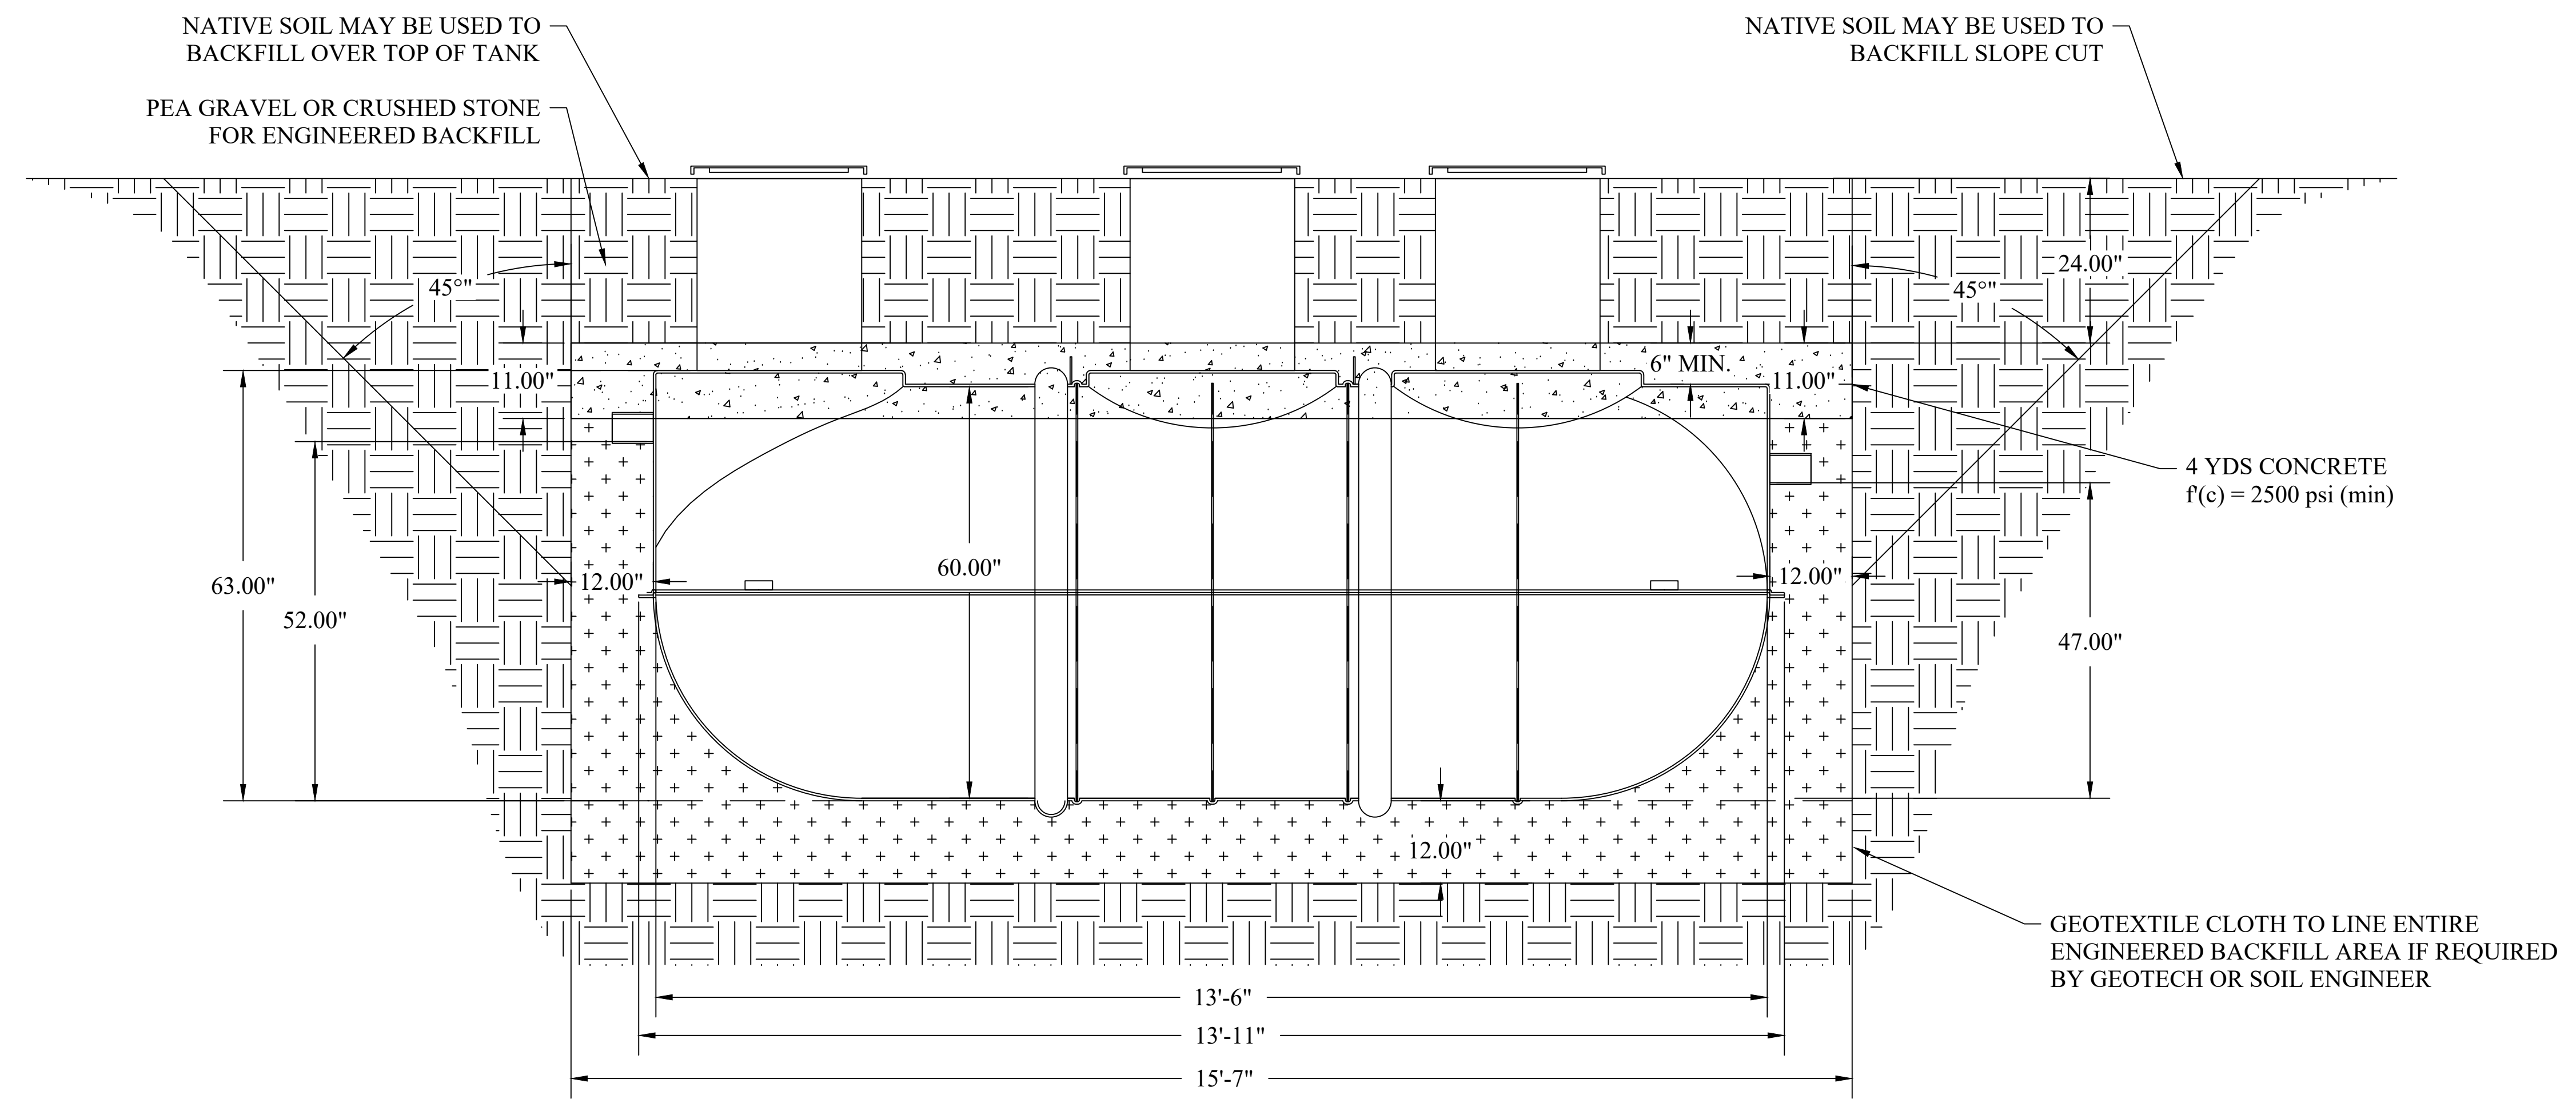 NATIVE SOIL MAY BE USED TO
BACKFILL OVER TOP OF TANK
NATIVE SOIL MAY BE USED TO
BACKFILL SLOPE CUT
PEA GRAVEL OR CRUSHED STONE
FOR ENGINEERED BACKFILL
24.00"
45°"
45°"
6" MIN.
11.00"
11.00"
4 YDS CONCRETE
f'(c) = 2500 psi (min)
60.00"
63.00"
12.00"
12.00"
52.00"
47.00"
12.00"
GEOTEXTILE CLOTH TO LINE ENTIRE
ENGINEERED BACKFILL AREA IF REQUIRED
BY GEOTECH OR SOIL ENGINEER
13'-6"
13'-11"
15'-7"